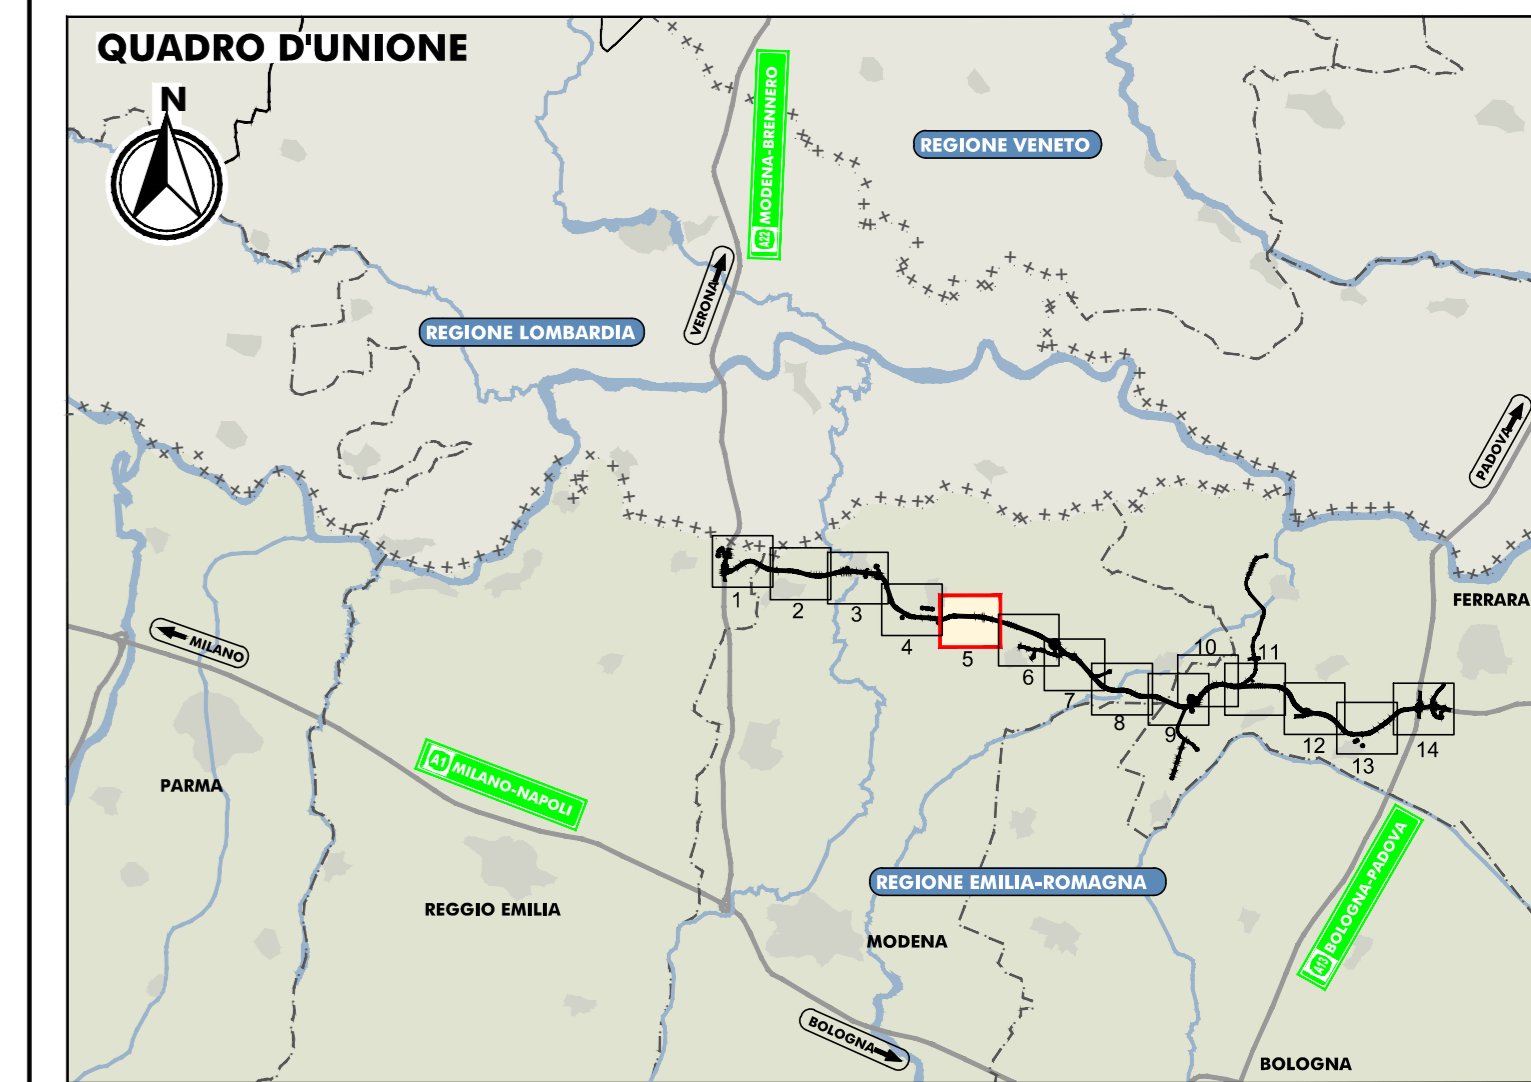 QUADRO D'UNIONE
N
A22 MODENA-BRENNERO
REGIONE VENETO
VERONA
REGIONE LOMBARDIA
PADOVA
FERRARA
MILANO
1
2
3
4
5
6
7
8
9
10
11
12
13
14
PARMA
A1 MILANO-NAPOLI
REGGIO EMILIA
REGIONE EMILIA-ROMAGNA
MODENA
A13 BOLOGNA-PADOVA
BOLOGNA
BOLOGNA